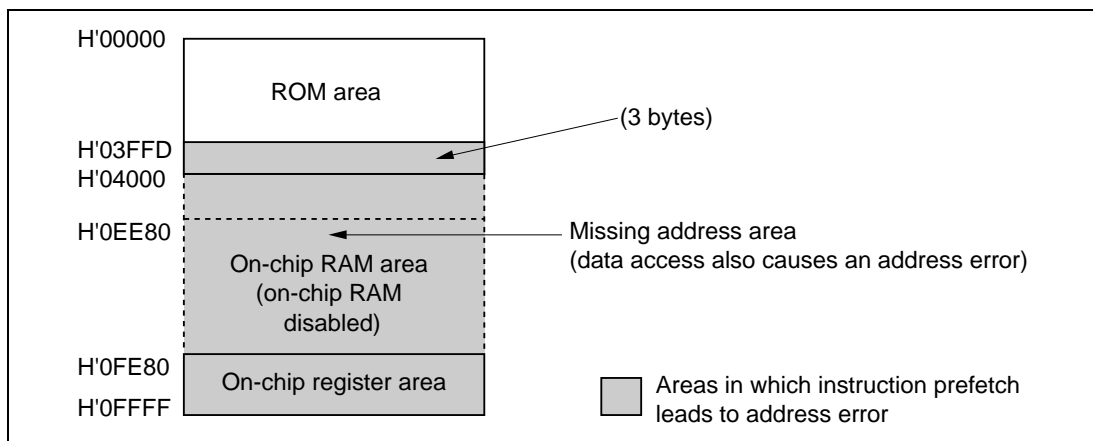 H'00000
ROM area
(3 bytes)
H'03FFD
H'04000
H'0EE80
Missing address area
(data access also causes an address error)
On-chip RAM area
(on-chip RAM
disabled)
H'0FE80
On-chip register area
H'0FFFF
Areas in which instruction prefetch
leads to address error